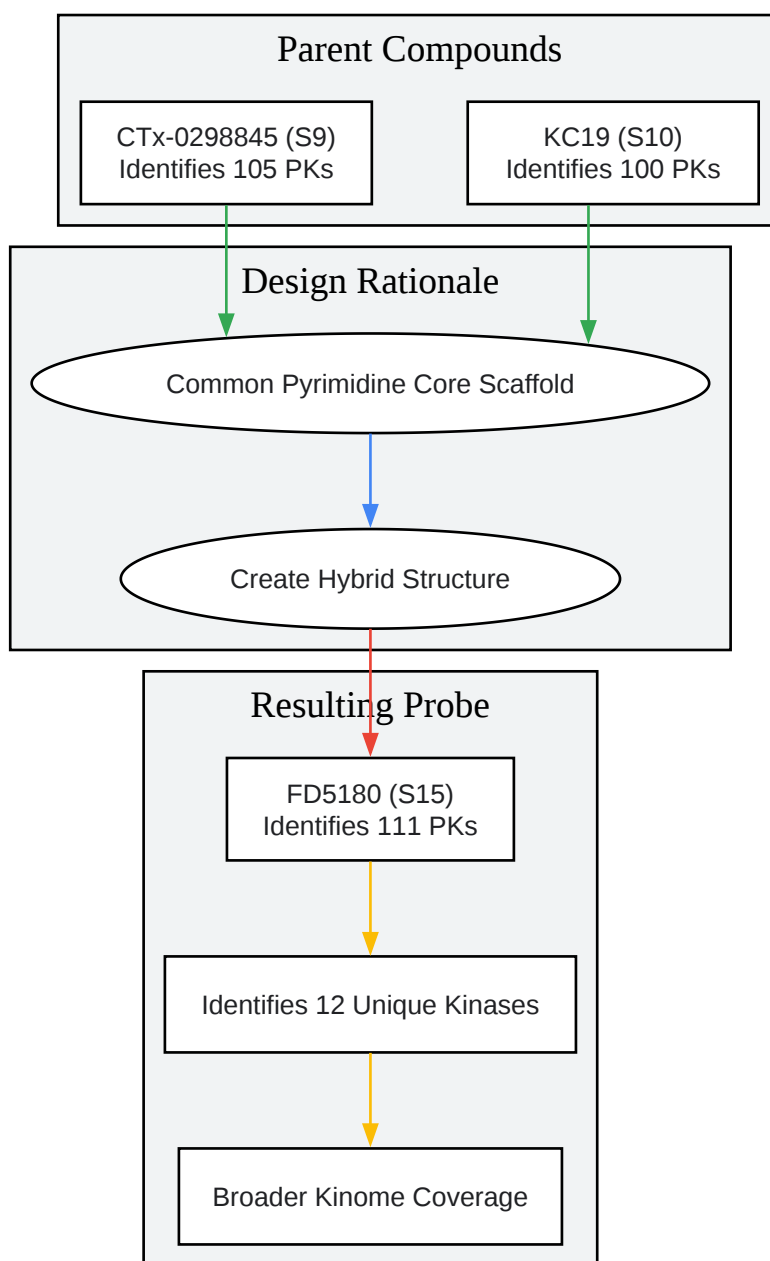 Parent Compounds
CTx-0298845 (S9)
Identifies 105 PKs
KC19 (S10)
Identifies 100 PKs
Design Rationale
Common Pyrimidine Core Scaffold
Create Hybrid Structure
Resulting Probe
FD5180 (S15)
Identifies 111 PKs
Identifies 12 Unique Kinases
Broader Kinome Coverage